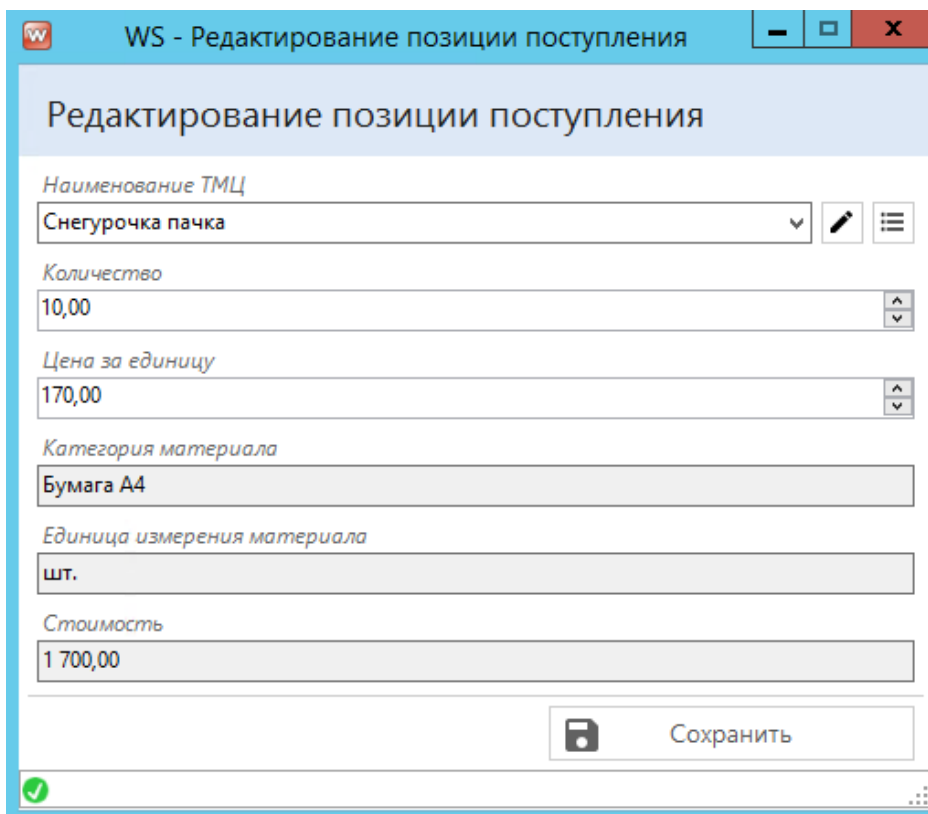 WS - Редактирование позиции поступления
Редактирование позиции поступления
Наименование ТМЦ
Снегурочка пачка
Количество
10,00
Цена за единицу
170,00
Категория материала
Бумага А4
Единица измерения материала
шт.
Стоимость
1 700,00
Сохранить